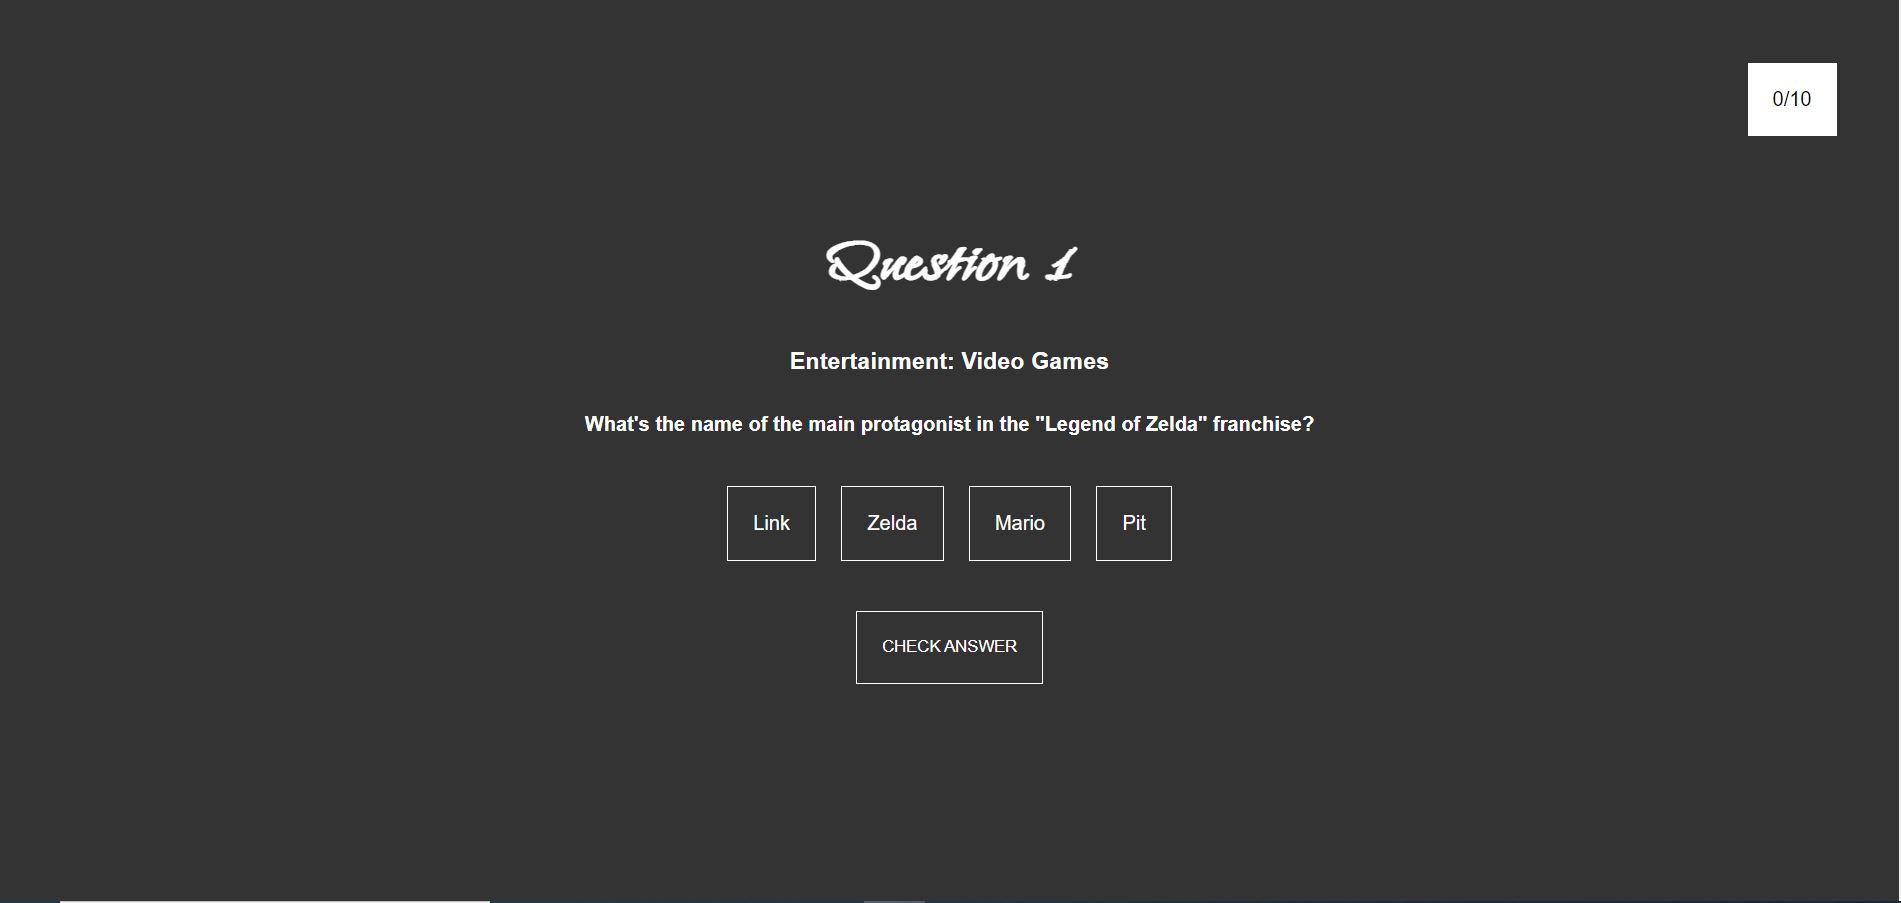 0/10
Question 1
Entertainment: Video Games
What's the name of the main protagonist in the "Legend of Zelda" franchise?
Link Zelda Mario Pit
CHECK ANSWER